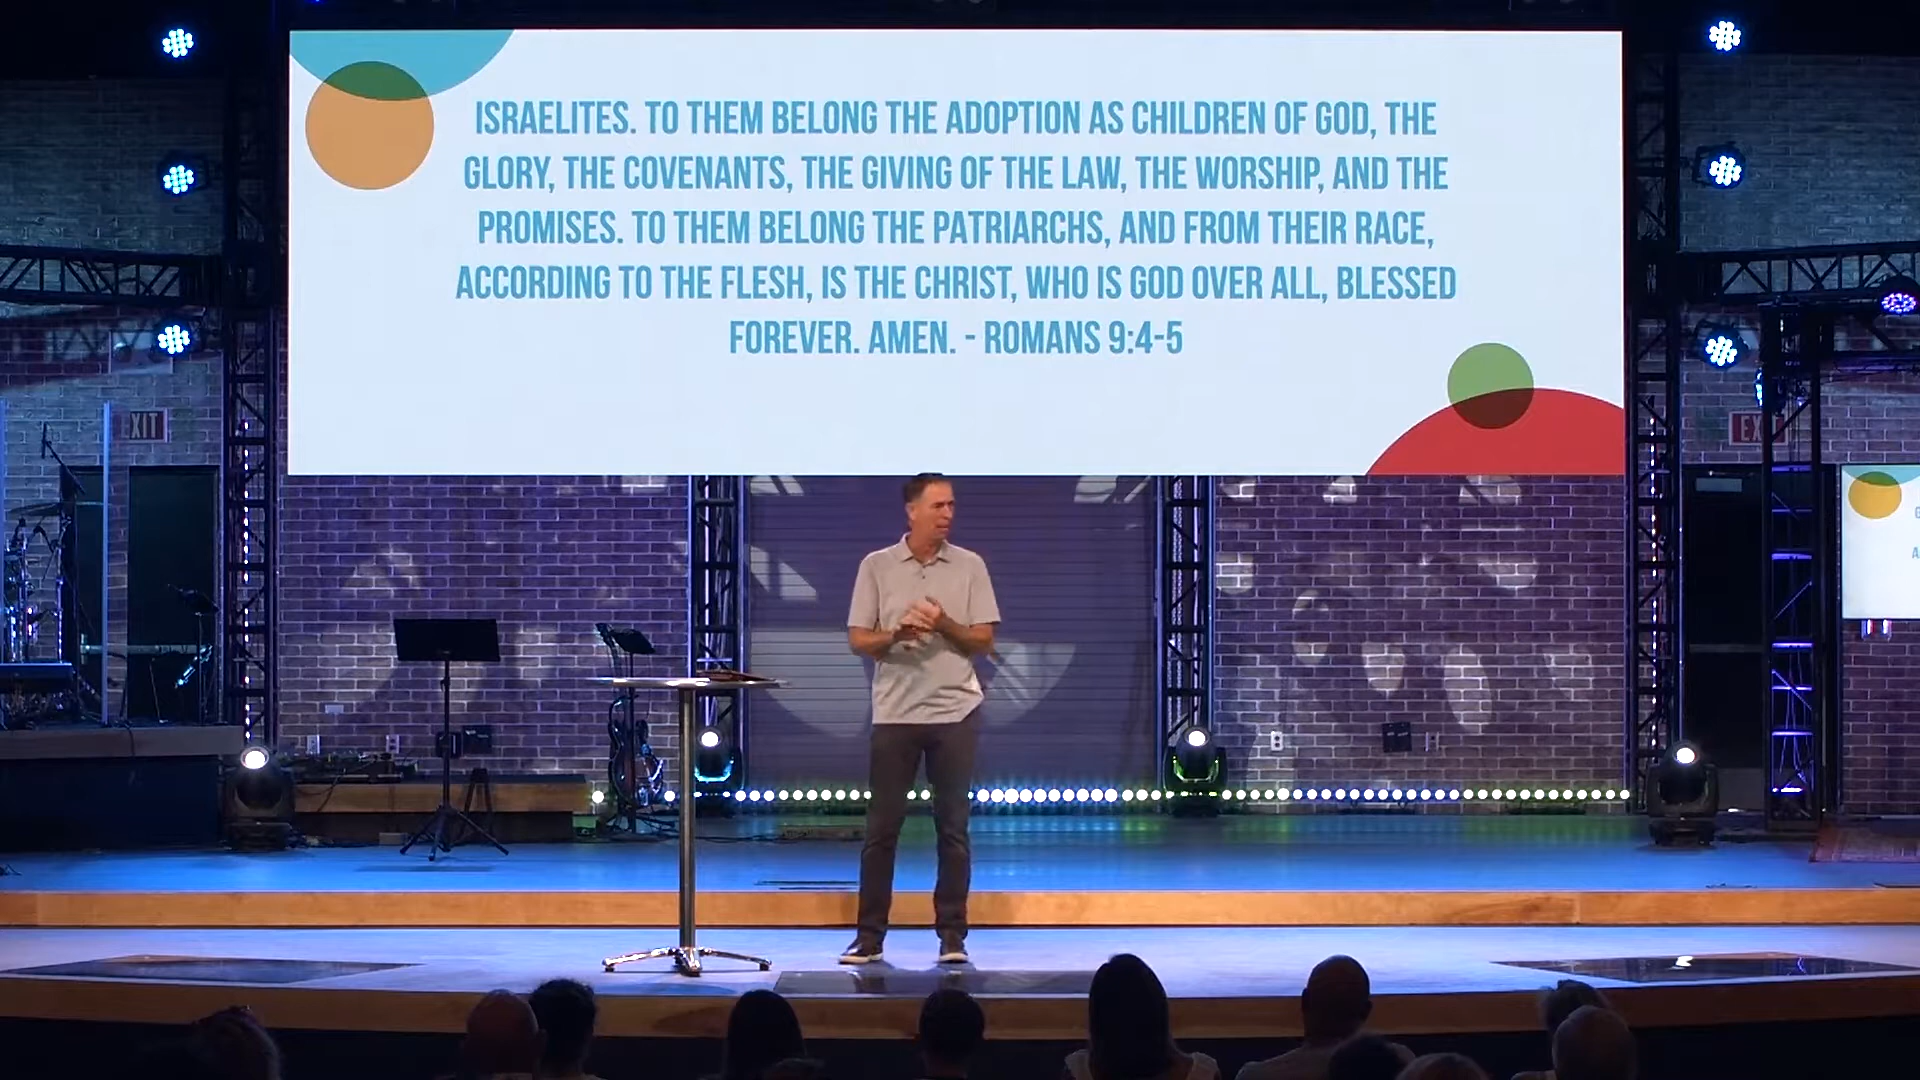 ISRAELITES. TO THEM BELONG THE ADOPTION AS CHILDREN OF GOD, THE
GLORY, THE COVENANTS, THE GIVING OF THE LAW, THE WORSHIP, AND THE
PROMISES. TO THEM BELONG THE PATRIARCHS, AND FROM THEIR RACE,
ACCORDING TO THE FLESH, IS THE CHRIST, WHO IS GOD OVER ALL, BLESSED
FOREVER. AMEN. - ROMANS 9:4-5
EXIT
EXIT